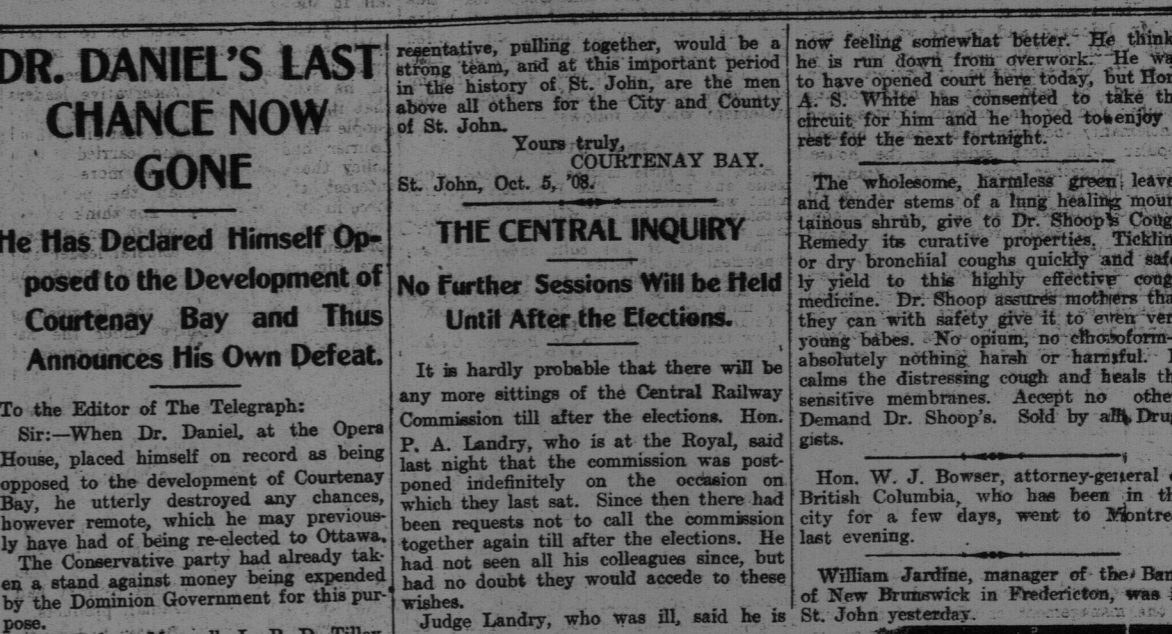 DR. DANIEL'S LAST
CHANCE NOW
GONE
He Has Declared Himself Op-
posed to the Development of
Courtenay Bay and Thus
Announces His Own Defeat.
To the Editor of The Telegraph:
Sir:—When Dr. Daniel, at the Opera
House, placed himself on record as being
opposed to the development of Courtenay
Bay, he utterly destroyed any chances,
however remote, which he may previous-
ly have had of being re-elected to Ottawa.
The Conservative party had already tak-
en a stand against money being expended
by the Dominion Government for this pur-
pose.
resentative, pulling together, would be a
strong team, and at this important period
in the history of St. John, are the men
above all others for the City and County
of St. John.
Yours truly,
COURTENAY BAY.
St. John, Oct. 5, '08.
THE CENTRAL INQUIRY
No Further Sessions Will be Held
Until After the Elections.
It is hardly probable that there will be
any more sittings of the Central Railway
Commission till after the elections. Hon.
P. A. Landry, who is at the Royal, said
last night that the commission was post-
poned indefinitely on the occasion on
which they last sat. Since then there had
been requests not to call the commission
together again till after the elections. He
had not seen all his colleagues since, but
had no doubt they would accede to these
wishes.
Judge Landry, who was ill, said he is
now feeling somewhat better. He think
he is run down from overwork. He wa
to have opened court here today, but Hon
A. S. White has consented to take th
circuit for him and he hoped to enjoy
rest for the next fortnight.
The wholesome, harmless green leave
and tender stems of a lung healing moun
tainous shrub, give to Dr. Shoop's Coug
Remedy its curative properties. Ticklin
or dry bronchial coughs quickly and safe
ly yield to this highly effective coug
medicine. Dr. Shoop assures mothers tha
they can with safety give it to even ver
young babes. No opium, no chloroform—
absolutely nothing harsh or harmful. I
calms the distressing cough and heals th
sensitive membranes. Accept no othe
Demand Dr. Shoop's. Sold by all Drug
gists.
Hon. W. J. Bowser, attorney-general
British Columbia, who has been in th
city for a few days, went to Montre
last evening.
William Jardine, manager of the Ban
of New Brunswick in Fredericton, was
St. John yesterday.